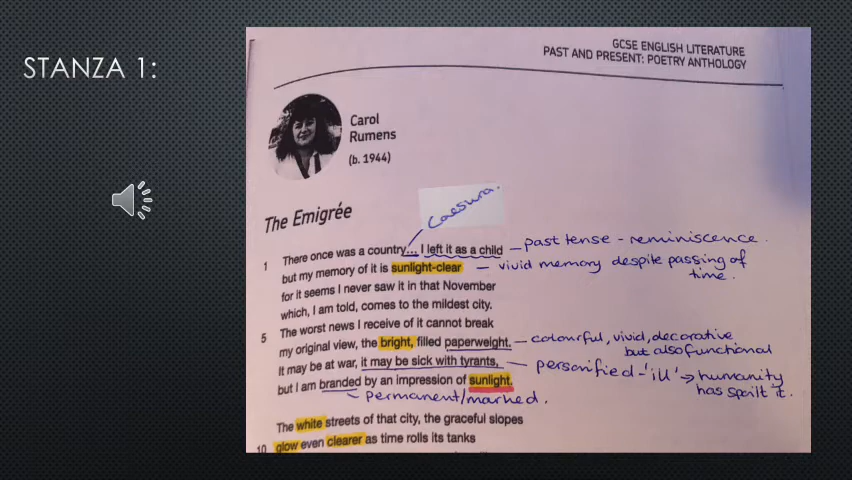 STANZA 1:
GCSE ENGLISH LITERATURE
PAST AND PRESENT: POETRY ANTHOLOGY
Carol
Rumens
(b. 1944)
The Emigrée
Caesura.
1 There once was a country... I left it as a child – past tense - reminiscence.
but my memory of it is sunlight-clear – vivid memory despite passing of
time.
for it seems I never saw it in that November
which, I am told, comes to the mildest city.
5 The worst news I receive of it cannot break
my original view, the bright, filled paperweight. – colourful, vivid, decorative
but also functional
It may be at war, it may be sick with tyrants, – personified - 'ill' → humanity
has spoilt it.
but I am branded by an impression of sunlight.
Permanent/marked.
The white streets of that city, the graceful slopes
10 glow even clearer as time rolls its tanks